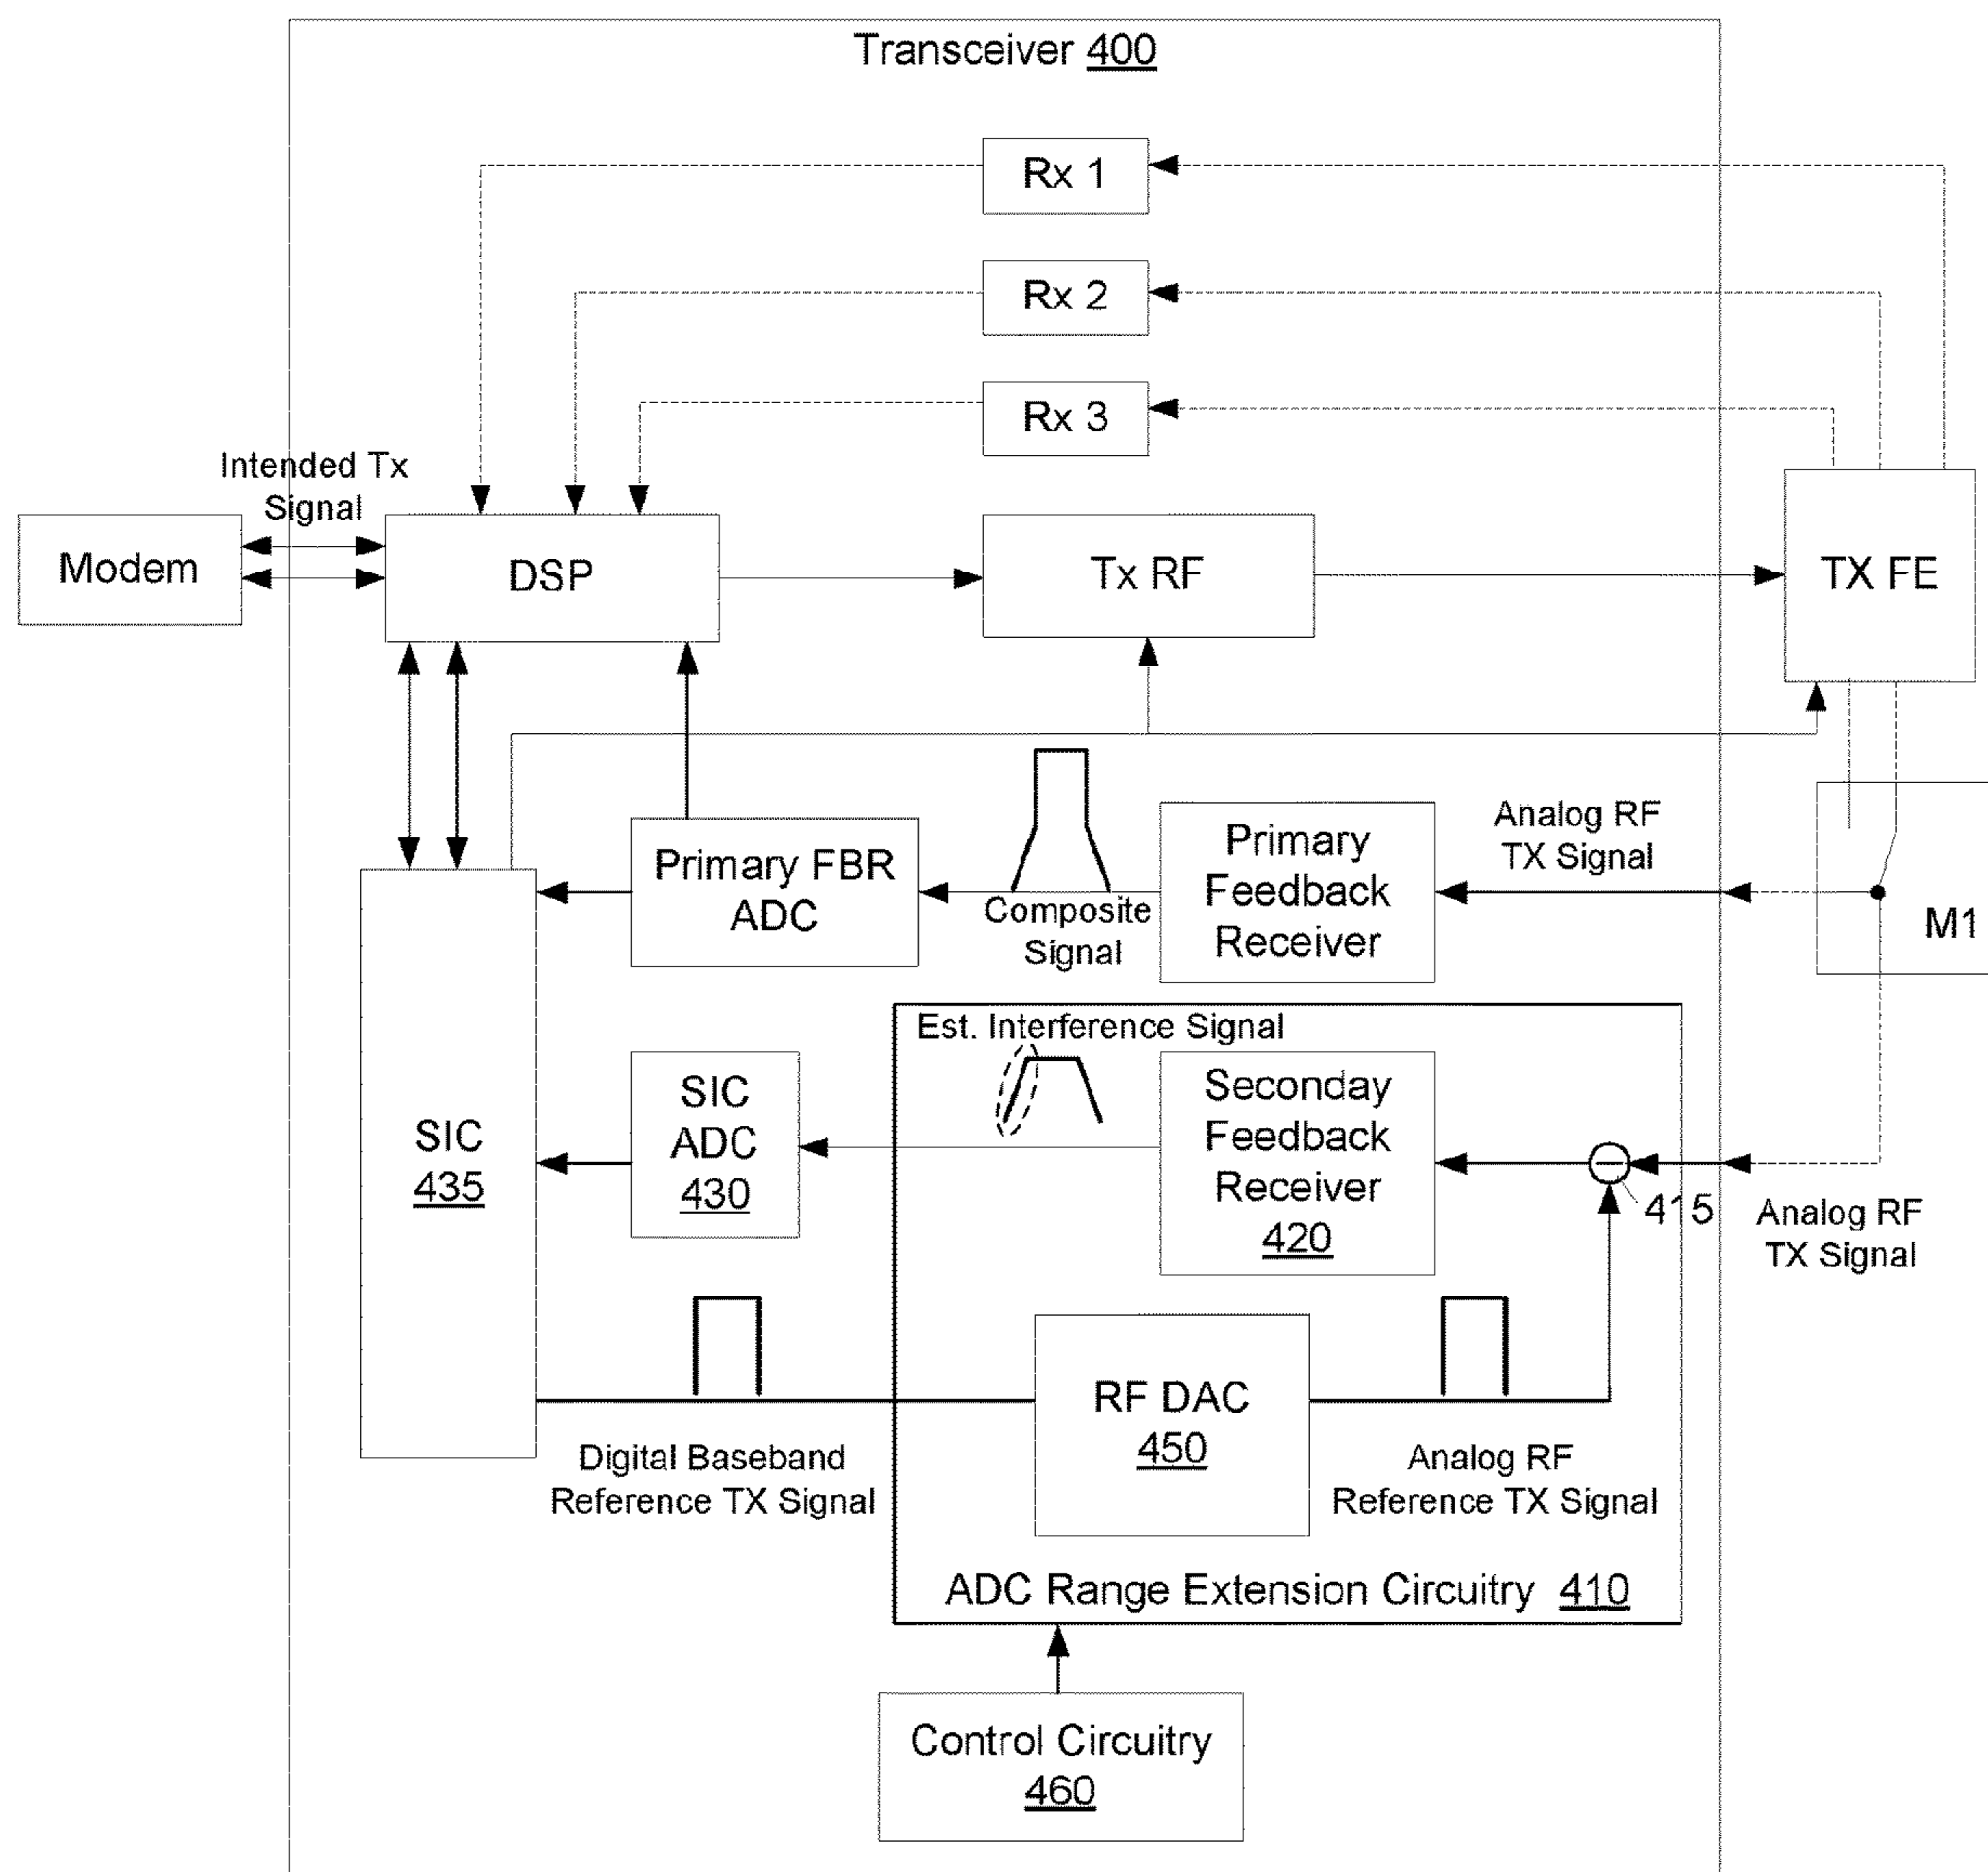 Transceiver 400
Rx 1
Rx 2
Rx 3
Intended Tx
Signal
Modem
DSP
Tx RF
TX FE
Primary FBR
ADC
Composite
Signal
Primary
Feedback
Receiver
Analog RF
TX Signal
M1
Est. Interference Signal
SIC
435
SIC
ADC
430
Seconday
Feedback
Receiver
420
415
Analog RF
TX Signal
Digital Baseband
Reference TX Signal
RF DAC
450
Analog RF
Reference TX Signal
ADC Range Extension Circuitry 410
Control Circuitry
460